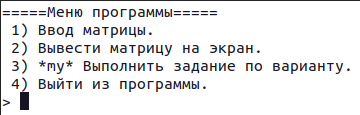 =====Меню программы=====
1) Ввод матрицы.
2) Вывести матрицу на экран.
3) *my* Выполнить задание по варианту.
4) Выйти из программы.
>